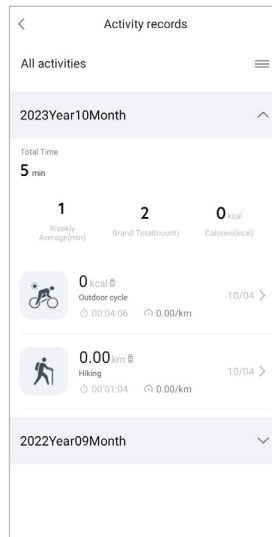 Activity records
All activities
2023Year10Month
Total Time
5 min
1 2 0 kcal
Weekly Average(min) Grand Total(count) Calories(kcal)
0 kcal
Outdoor cycle 10/04
00:04:06 0.00/km
0.00 km
Hiking 10/04
00:01:04 0.00/km
2022Year09Month